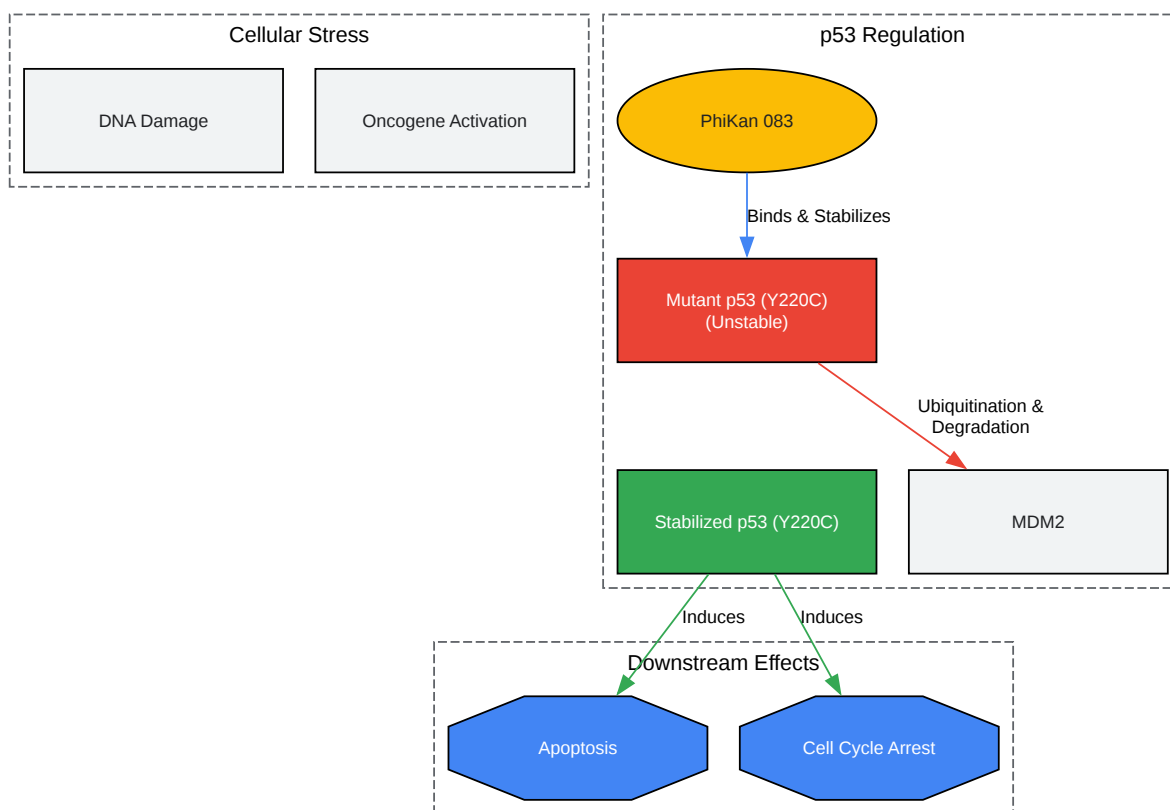 Cellular Stress
DNA Damage
Oncogene Activation
p53 Regulation
PhiKan 083
Binds & Stabilizes
Mutant p53 (Y220C)
(Unstable)
Ubiquitination &
Degradation
Stabilized p53 (Y220C)
MDM2
Induces
Induces
Downstream Effects
Apoptosis
Cell Cycle Arrest